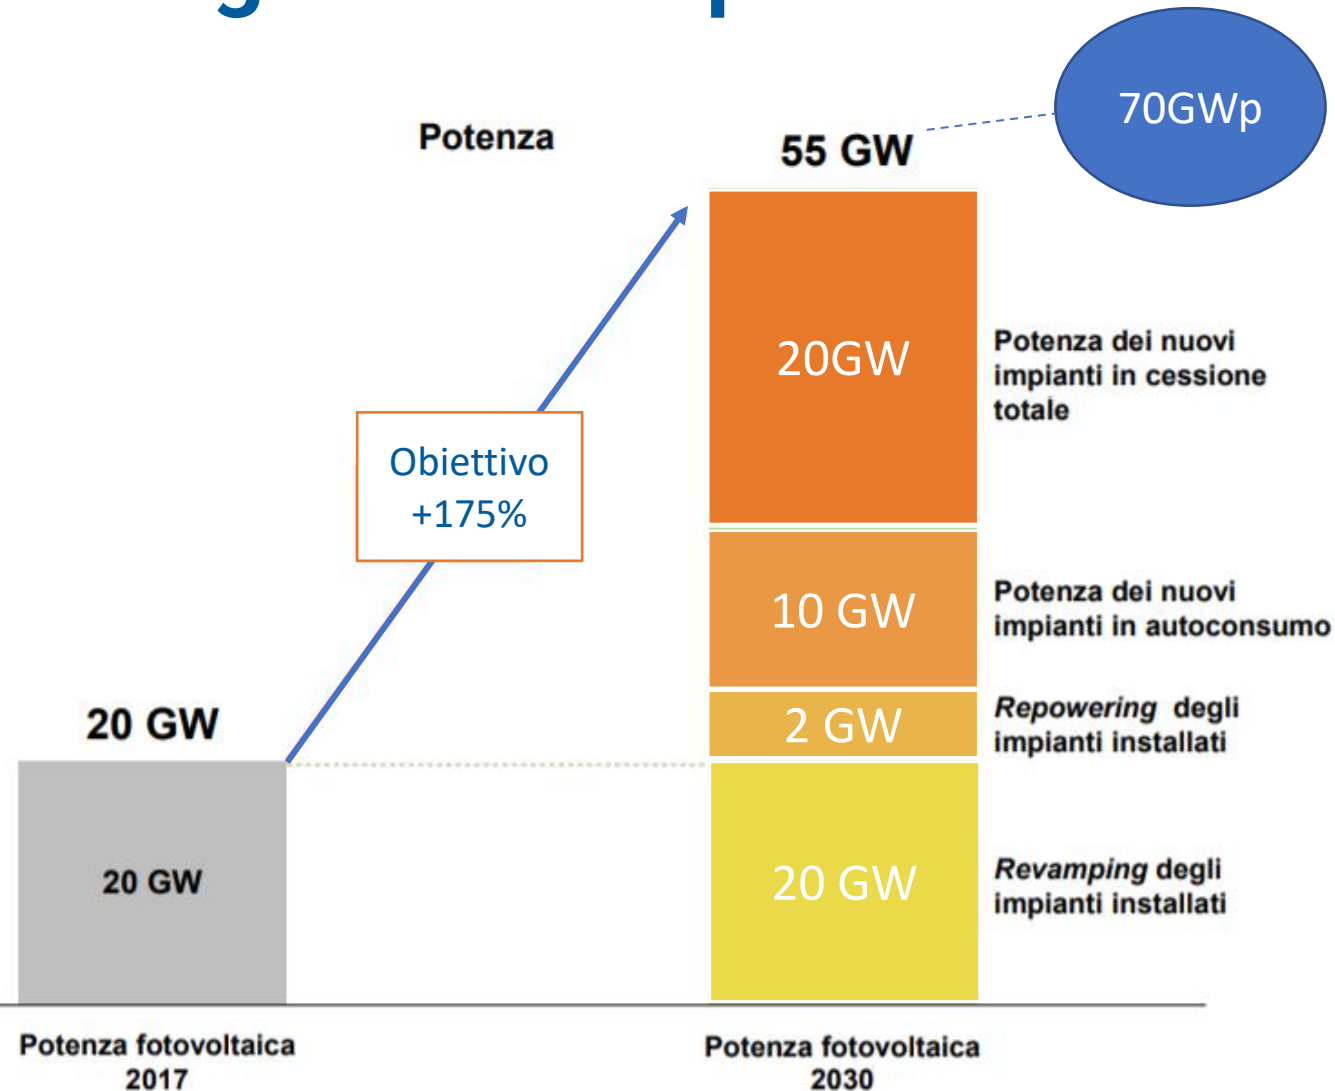 70GWp
Potenza
55 GW
20GW
Potenza dei nuovi
impianti in cessione
totale
Obiettivo
+175%
10 GW
Potenza dei nuovi
impianti in autoconsumo
20 GW
2 GW
Repowering degli
impianti installati
20 GW
20 GW
Revamping degli
impianti installati
Potenza fotovoltaica
2017
Potenza fotovoltaica
2030